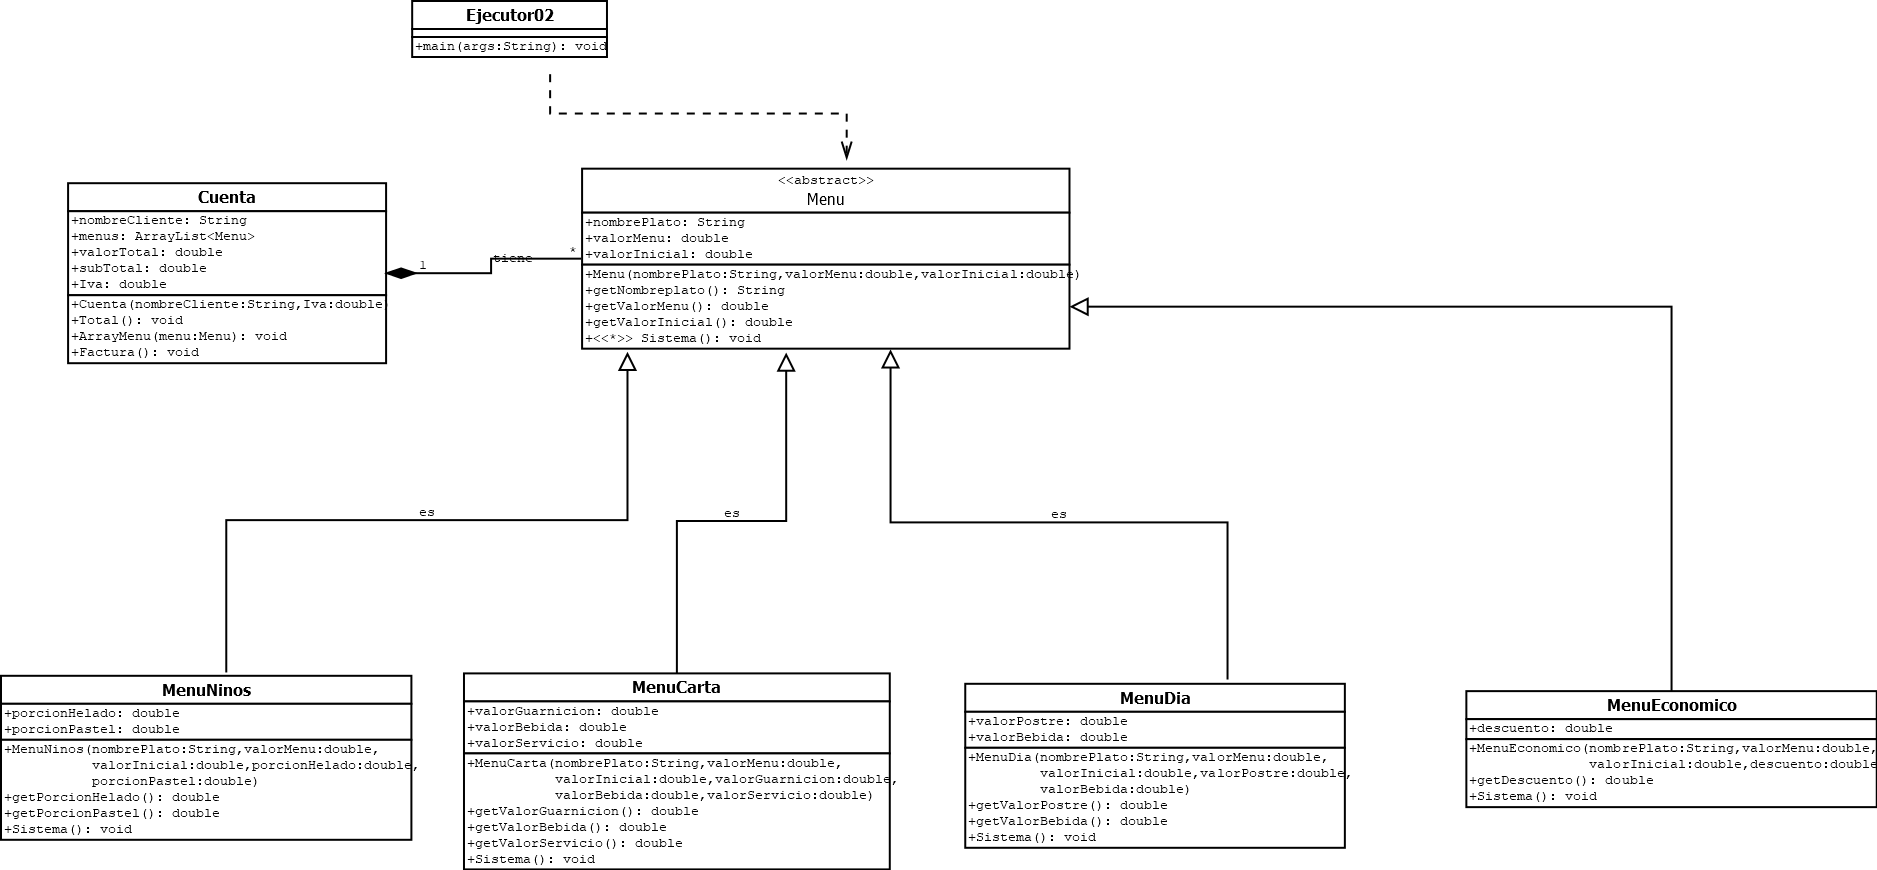 Ejecutor02
+main(args:String): void
Cuenta
+nombreCliente: String
+menus: ArrayList<Menu>
+valorTotal: double
+subTotal: double
+Iva: double
+Cuenta(nombreCliente:String,Iva:double,
+Total(): void
+ArrayMenu(menu:Menu): void
+Factura(): void
1
tiene
*
<<abstract>>
Menu
+nombrePlato: String
+valorMenu: double
+valorInicial: double
+Menu(nombrePlato:String,valorMenu:double,valorInicial:double)
+getNombreplato(): String
+getValorMenu(): double
+getValorInicial(): double
+<<*>> Sistema(): void
es
es
es
MenuNinos
+porcionHelado: double
+porcionPastel: double
+MenuNinos(nombrePlato:String,valorMenu:double,
valorInicial:double,porcionHelado:double,
porcionPastel:double)
+getPorcionHelado(): double
+getPorcionPastel(): double
+Sistema(): void
MenuCarta
+valorGuarnicion: double
+valorBebida: double
+valorServicio: double
+MenuCarta(nombrePlato:String,valorMenu:double,
valorInicial:double,valorGuarnicion:double,
valorBebida:double,valorServicio:double)
+getValorGuarnicion(): double
+getValorBebida(): double
+getValorServicio(): double
+Sistema(): void
MenuDia
+valorPostre: double
+valorBebida: double
+MenuDia(nombrePlato:String,valorMenu:double,
valorInicial:double,valorPostre:double,
valorBebida:double)
+getValorPostre(): double
+getValorBebida(): double
+Sistema(): void
MenuEconomico
+descuento: double
+MenuEconomico(nombrePlato:String,valorMenu:double,
valorInicial:double,descuento:double
+getDescuento(): double
+Sistema(): void